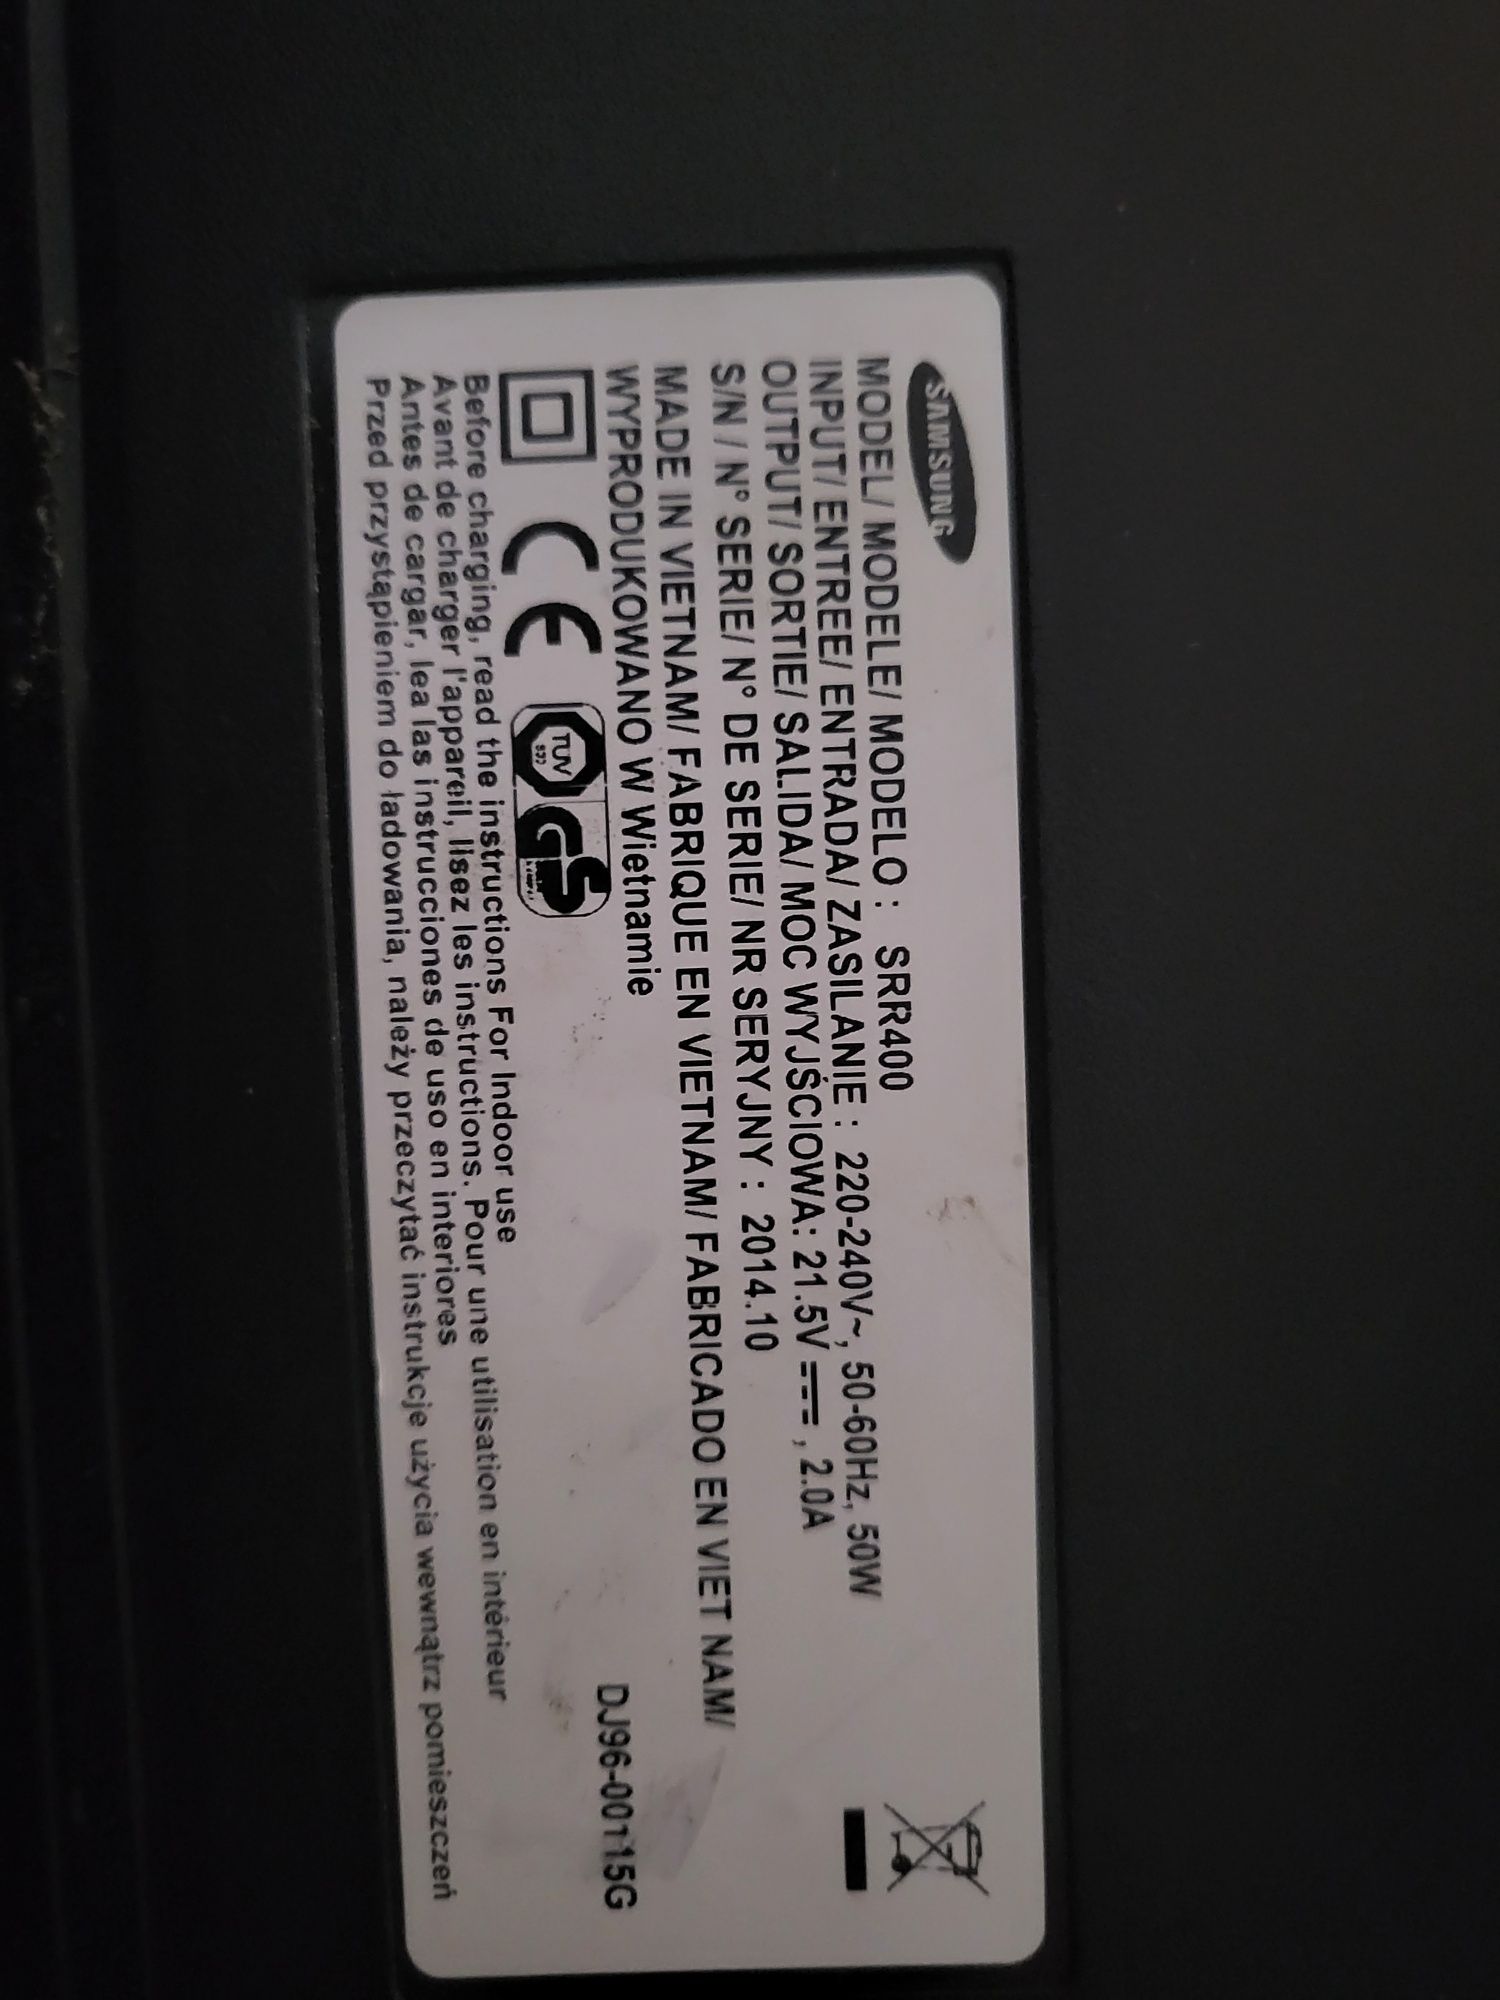 SAMSUNG
MODEL/ MODELE/ MODELO : SRR400
INPUT/ ENTREE/ ENTRADA/ ZASILANIE : 220-240V~, 50-60Hz, 50W
OUTPUT/ SORTIE/ SALIDA/ MOC WYJŚCIOWA: 21.5V⎓, 2.0A
S/N / N° SERIE/ N° DE SERIE/ NR SERYJNY : 2014.10
MADE IN VIETNAM/ FABRIQUE EN VIETNAM/ FABRICADO EN VIET NAM/
WYPRODUKOWANO W Wietnamie
DJ96-00115G
CE TUV GS
Before charging, read the instructions For Indoor use
Avant de charger l'appareil, lisez les instructions. Pour une utilisation en intérieur
Antes de cargar, lea las instrucciones de uso en interiores
Przed przystąpieniem do ładowania, należy przeczytać instrukcje użycia wewnątrz pomieszczeń